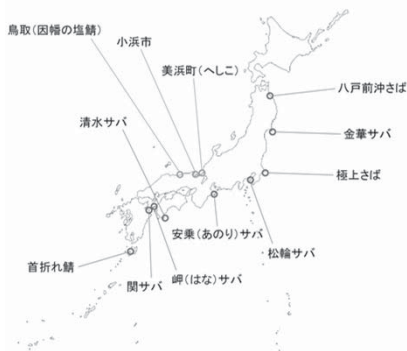 鳥取(因幡の塩鯖)
小浜市
美浜町(へしこ)
八戸前沖さば
清水サバ
金華サバ
極上さば
安乗(あのり)サバ
松輪サバ
首折れ鯖
関サバ
岬(はな)サバ